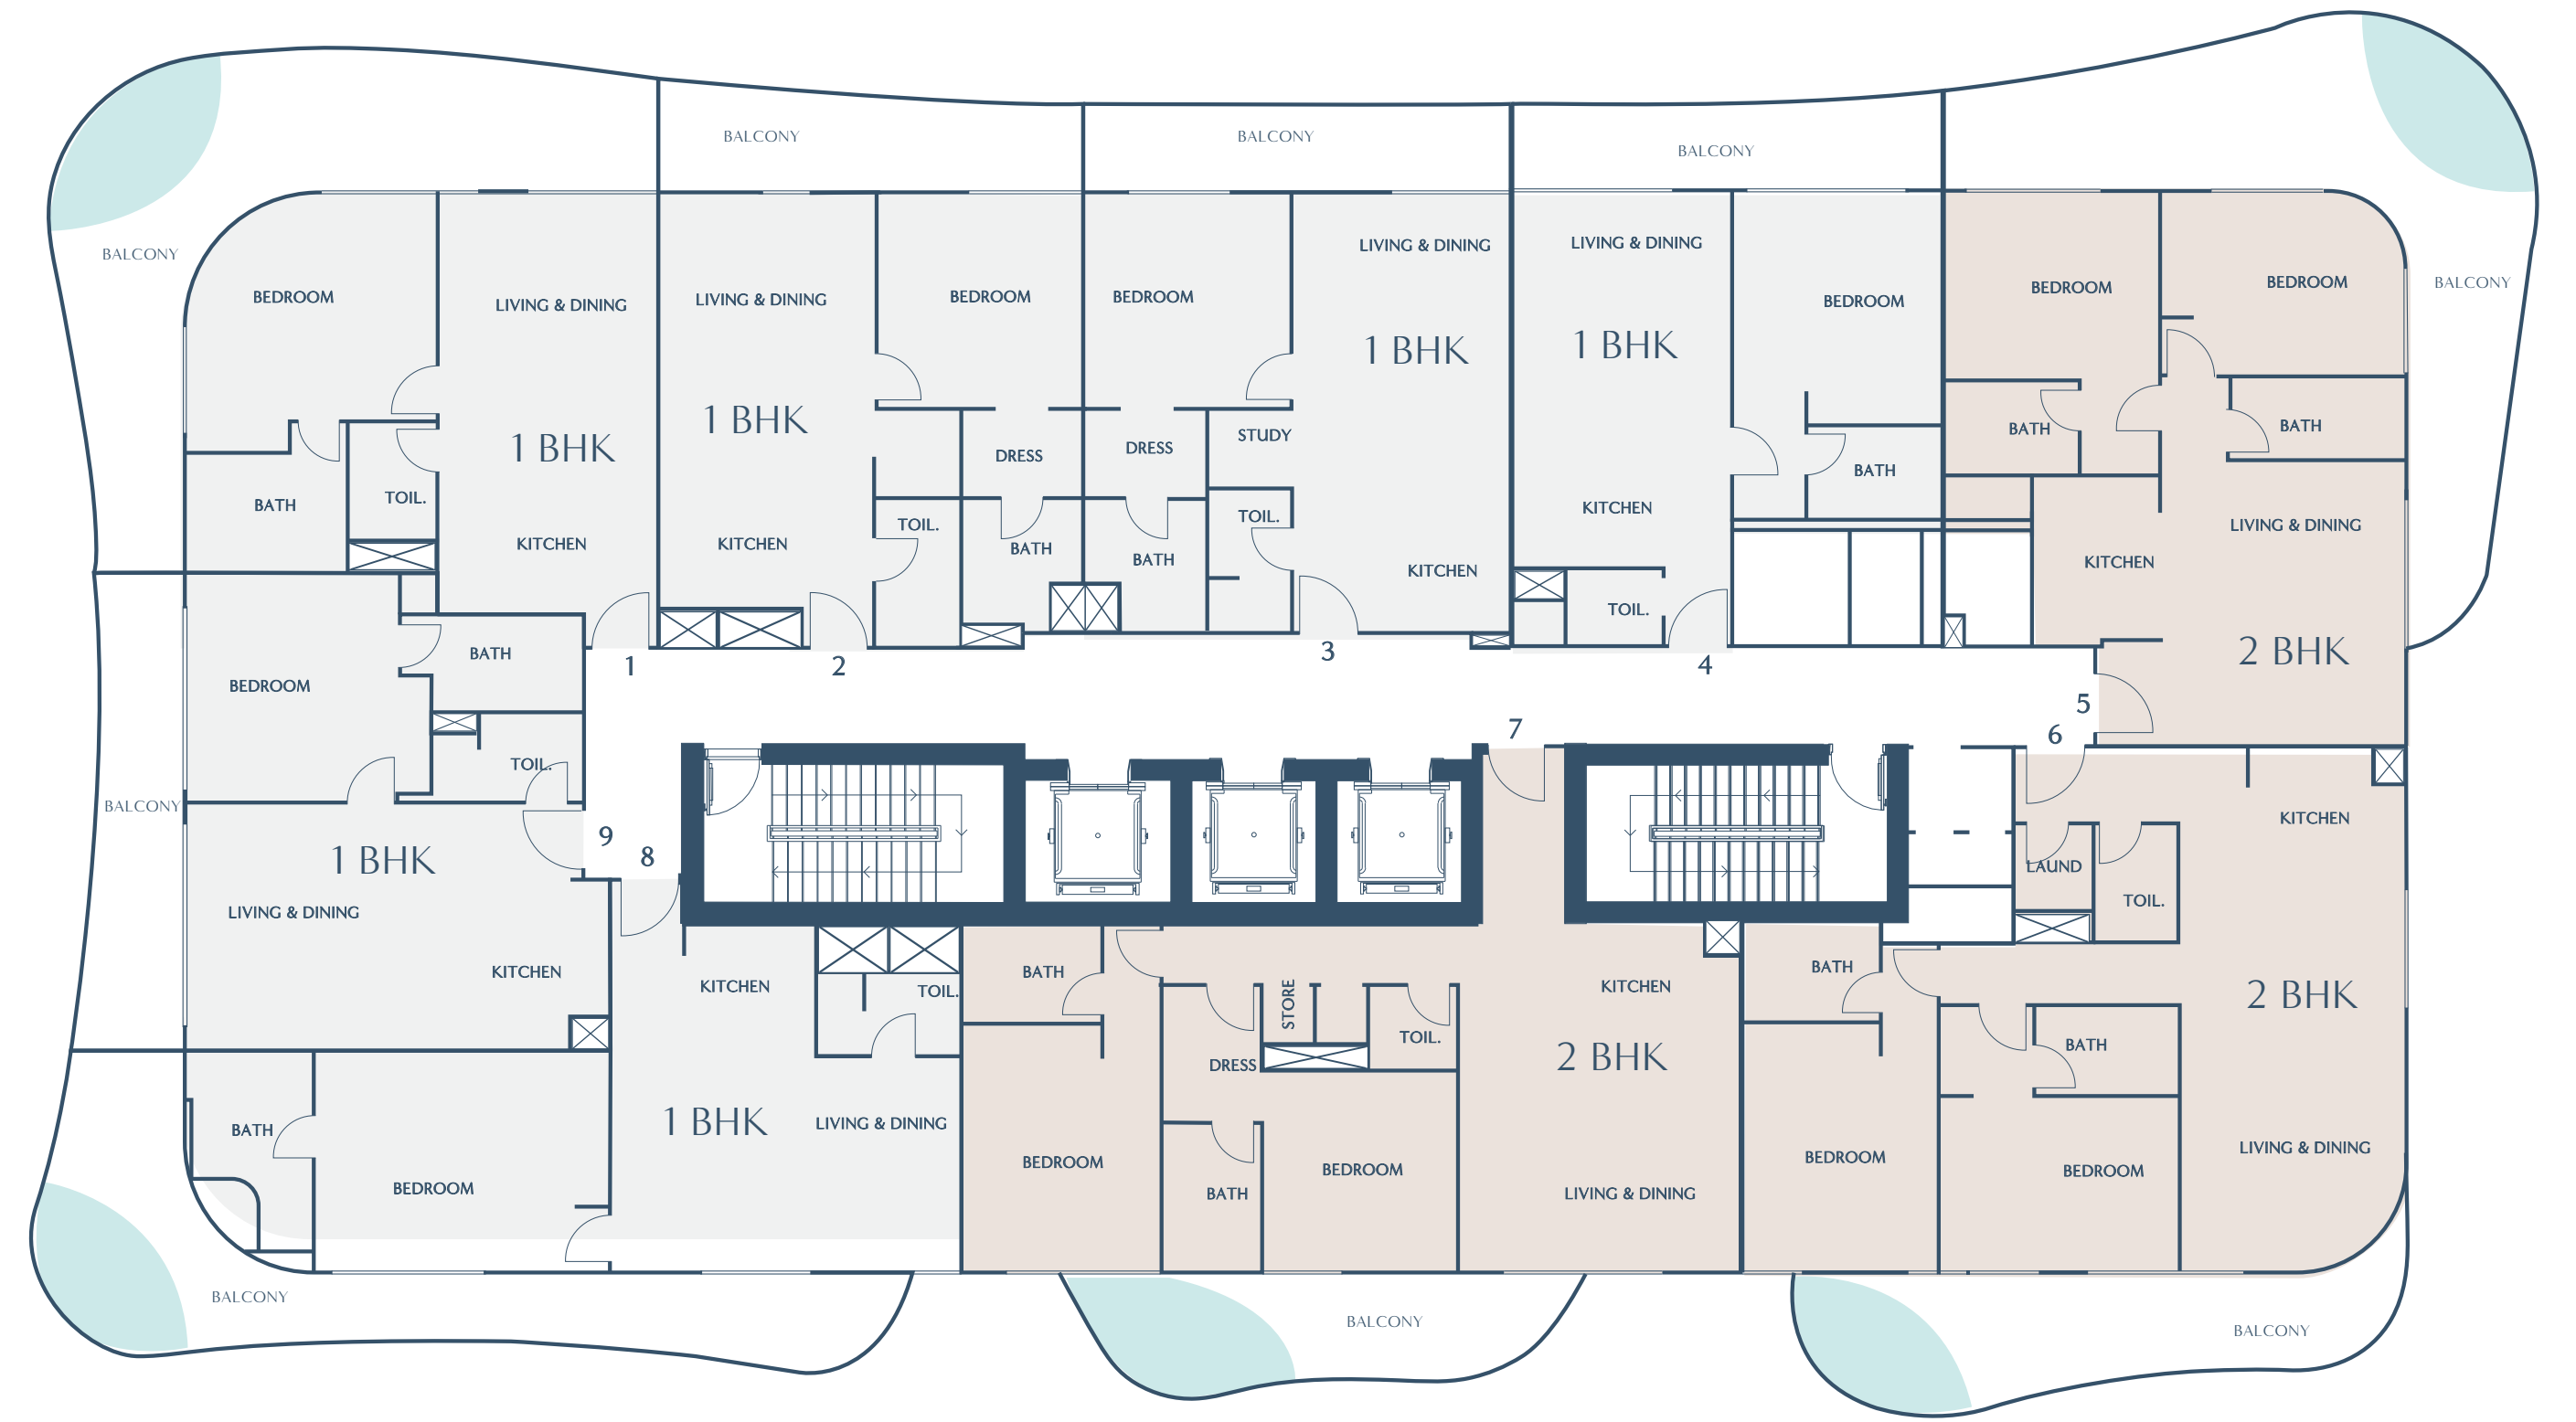 BALCONY
BALCONY
BALCONY
BALCONY
BALCONY
BEDROOM
LIVING & DINING
1 BHK
BATH
TOIL.
KITCHEN
1
LIVING & DINING
BEDROOM
1 BHK
DRESS
TOIL.
KITCHEN
BATH
2
BEDROOM
LIVING & DINING
1 BHK
STUDY
DRESS
TOIL.
BATH
KITCHEN
3
LIVING & DINING
BEDROOM
1 BHK
BATH
KITCHEN
TOIL.
4
BEDROOM
BEDROOM
BATH
BATH
LIVING & DINING
KITCHEN
2 BHK
5
BATH
BEDROOM
TOIL.
BALCONY
1 BHK
9
LIVING & DINING
KITCHEN
8
KITCHEN
TOIL.
1 BHK
LIVING & DINING
BATH
BEDROOM
BALCONY
7
BATH
STORE
KITCHEN
TOIL.
2 BHK
DRESS
BEDROOM
BEDROOM
BATH
LIVING & DINING
BALCONY
6
KITCHEN
LAUND
TOIL.
BATH
2 BHK
BATH
LIVING & DINING
BEDROOM
BEDROOM
BALCONY